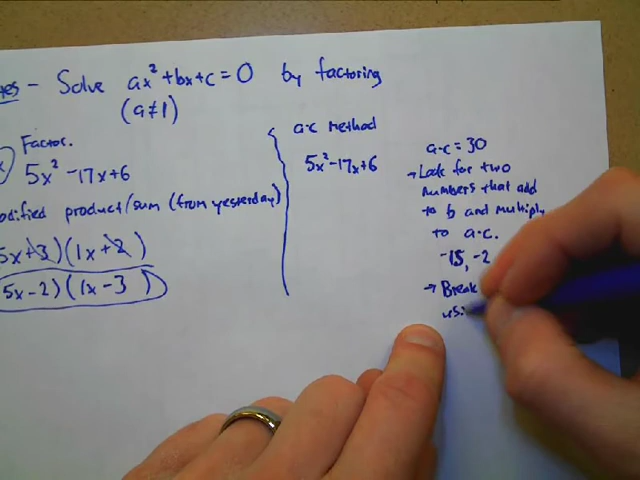 tes - Solve ax² + bx + c = 0 by factoring
(a≠1)
Factor.
5x² - 17x + 6
odified product/sum (from yesterday)
5x+3)(1x+2)
5x-2)(1x-3)
a·c method
5x² - 17x + 6
a·c = 30
→ Look for two
numbers that add
to b and multiply
to a·c.
-15, -2
→ Break
usi